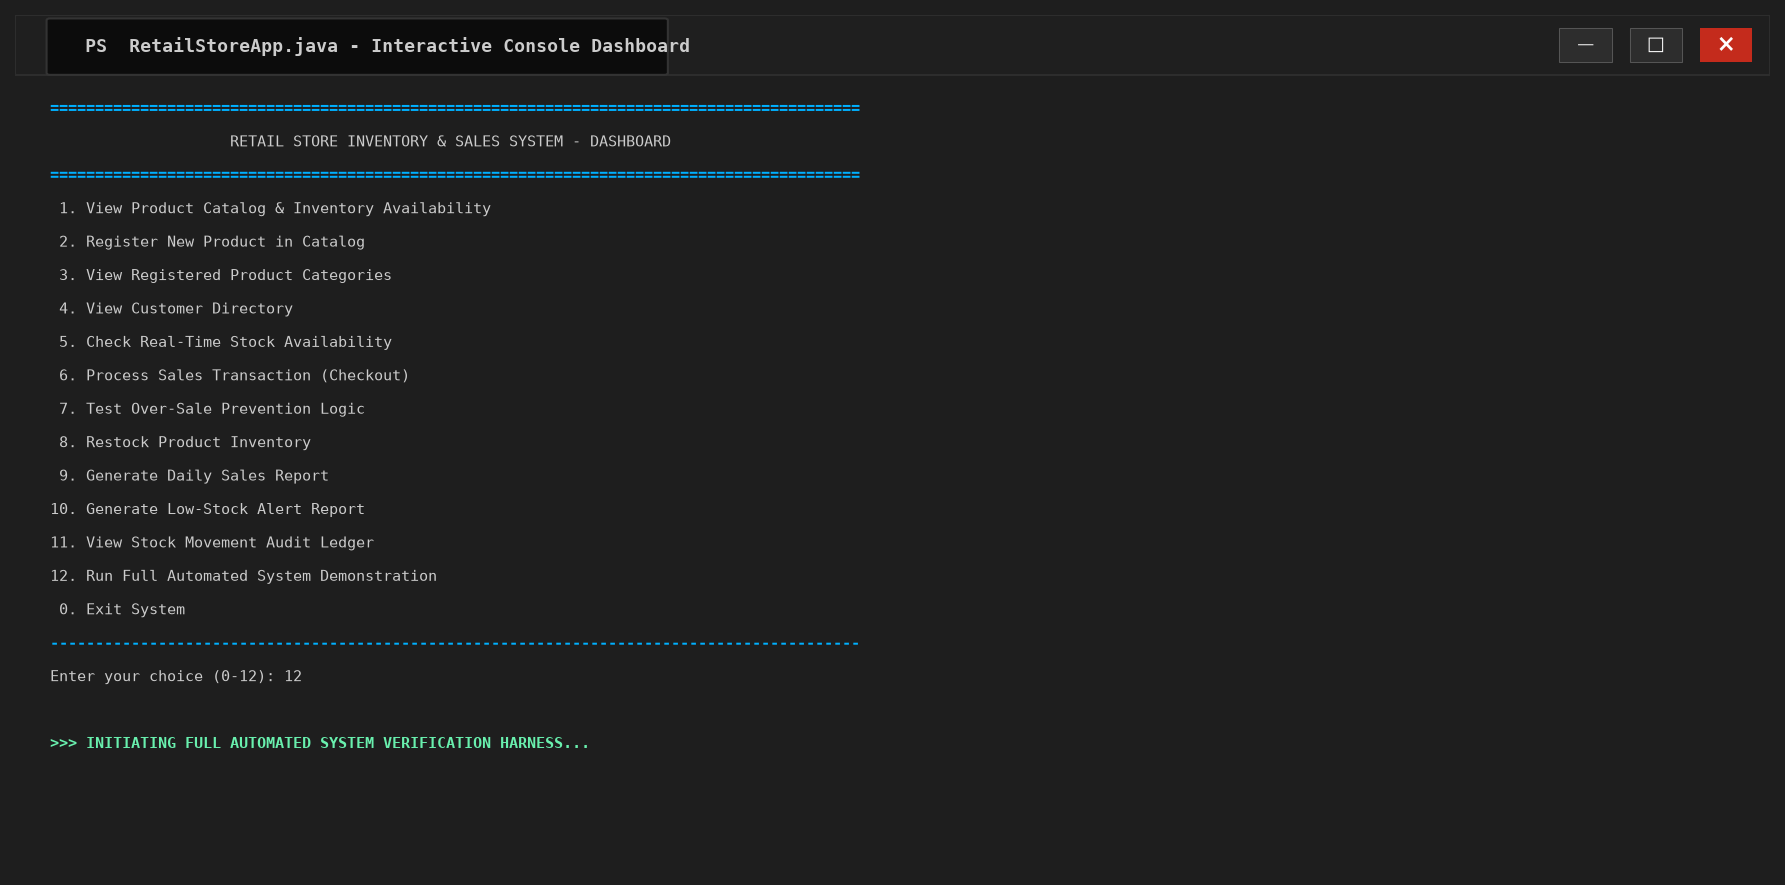 PS  RetailStoreApp.java - Interactive Console Dashboard
==========================================================================================
RETAIL STORE INVENTORY & SALES SYSTEM - DASHBOARD
==========================================================================================
1. View Product Catalog & Inventory Availability
2. Register New Product in Catalog
3. View Registered Product Categories
4. View Customer Directory
5. Check Real-Time Stock Availability
6. Process Sales Transaction (Checkout)
7. Test Over-Sale Prevention Logic
8. Restock Product Inventory
9. Generate Daily Sales Report
10. Generate Low-Stock Alert Report
11. View Stock Movement Audit Ledger
12. Run Full Automated System Demonstration
0. Exit System
------------------------------------------------------------------------------------------
Enter your choice (0-12): 12
>>> INITIATING FULL AUTOMATED SYSTEM VERIFICATION HARNESS...